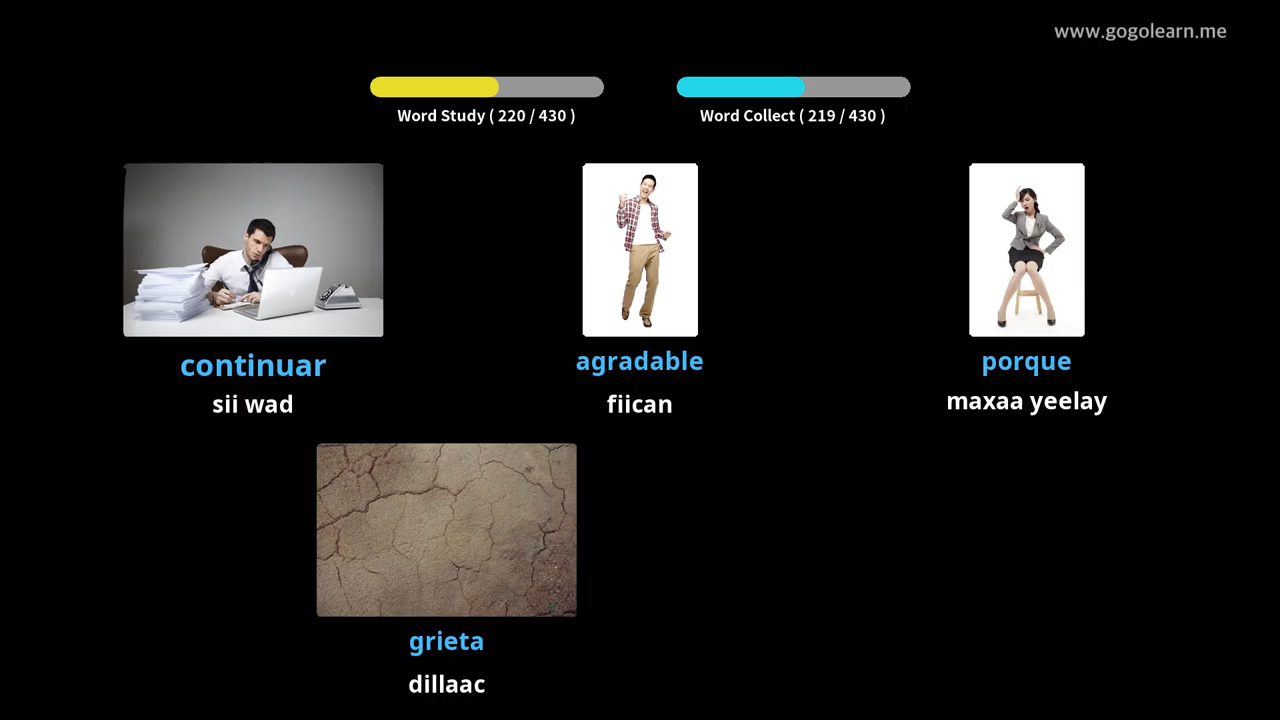 www.gogolearn.me
Word Study ( 220 / 430 )
Word Collect ( 219 / 430 )
continuar
sii wad
agradable
fiican
porque
maxaa yeelay
grieta
dillaac